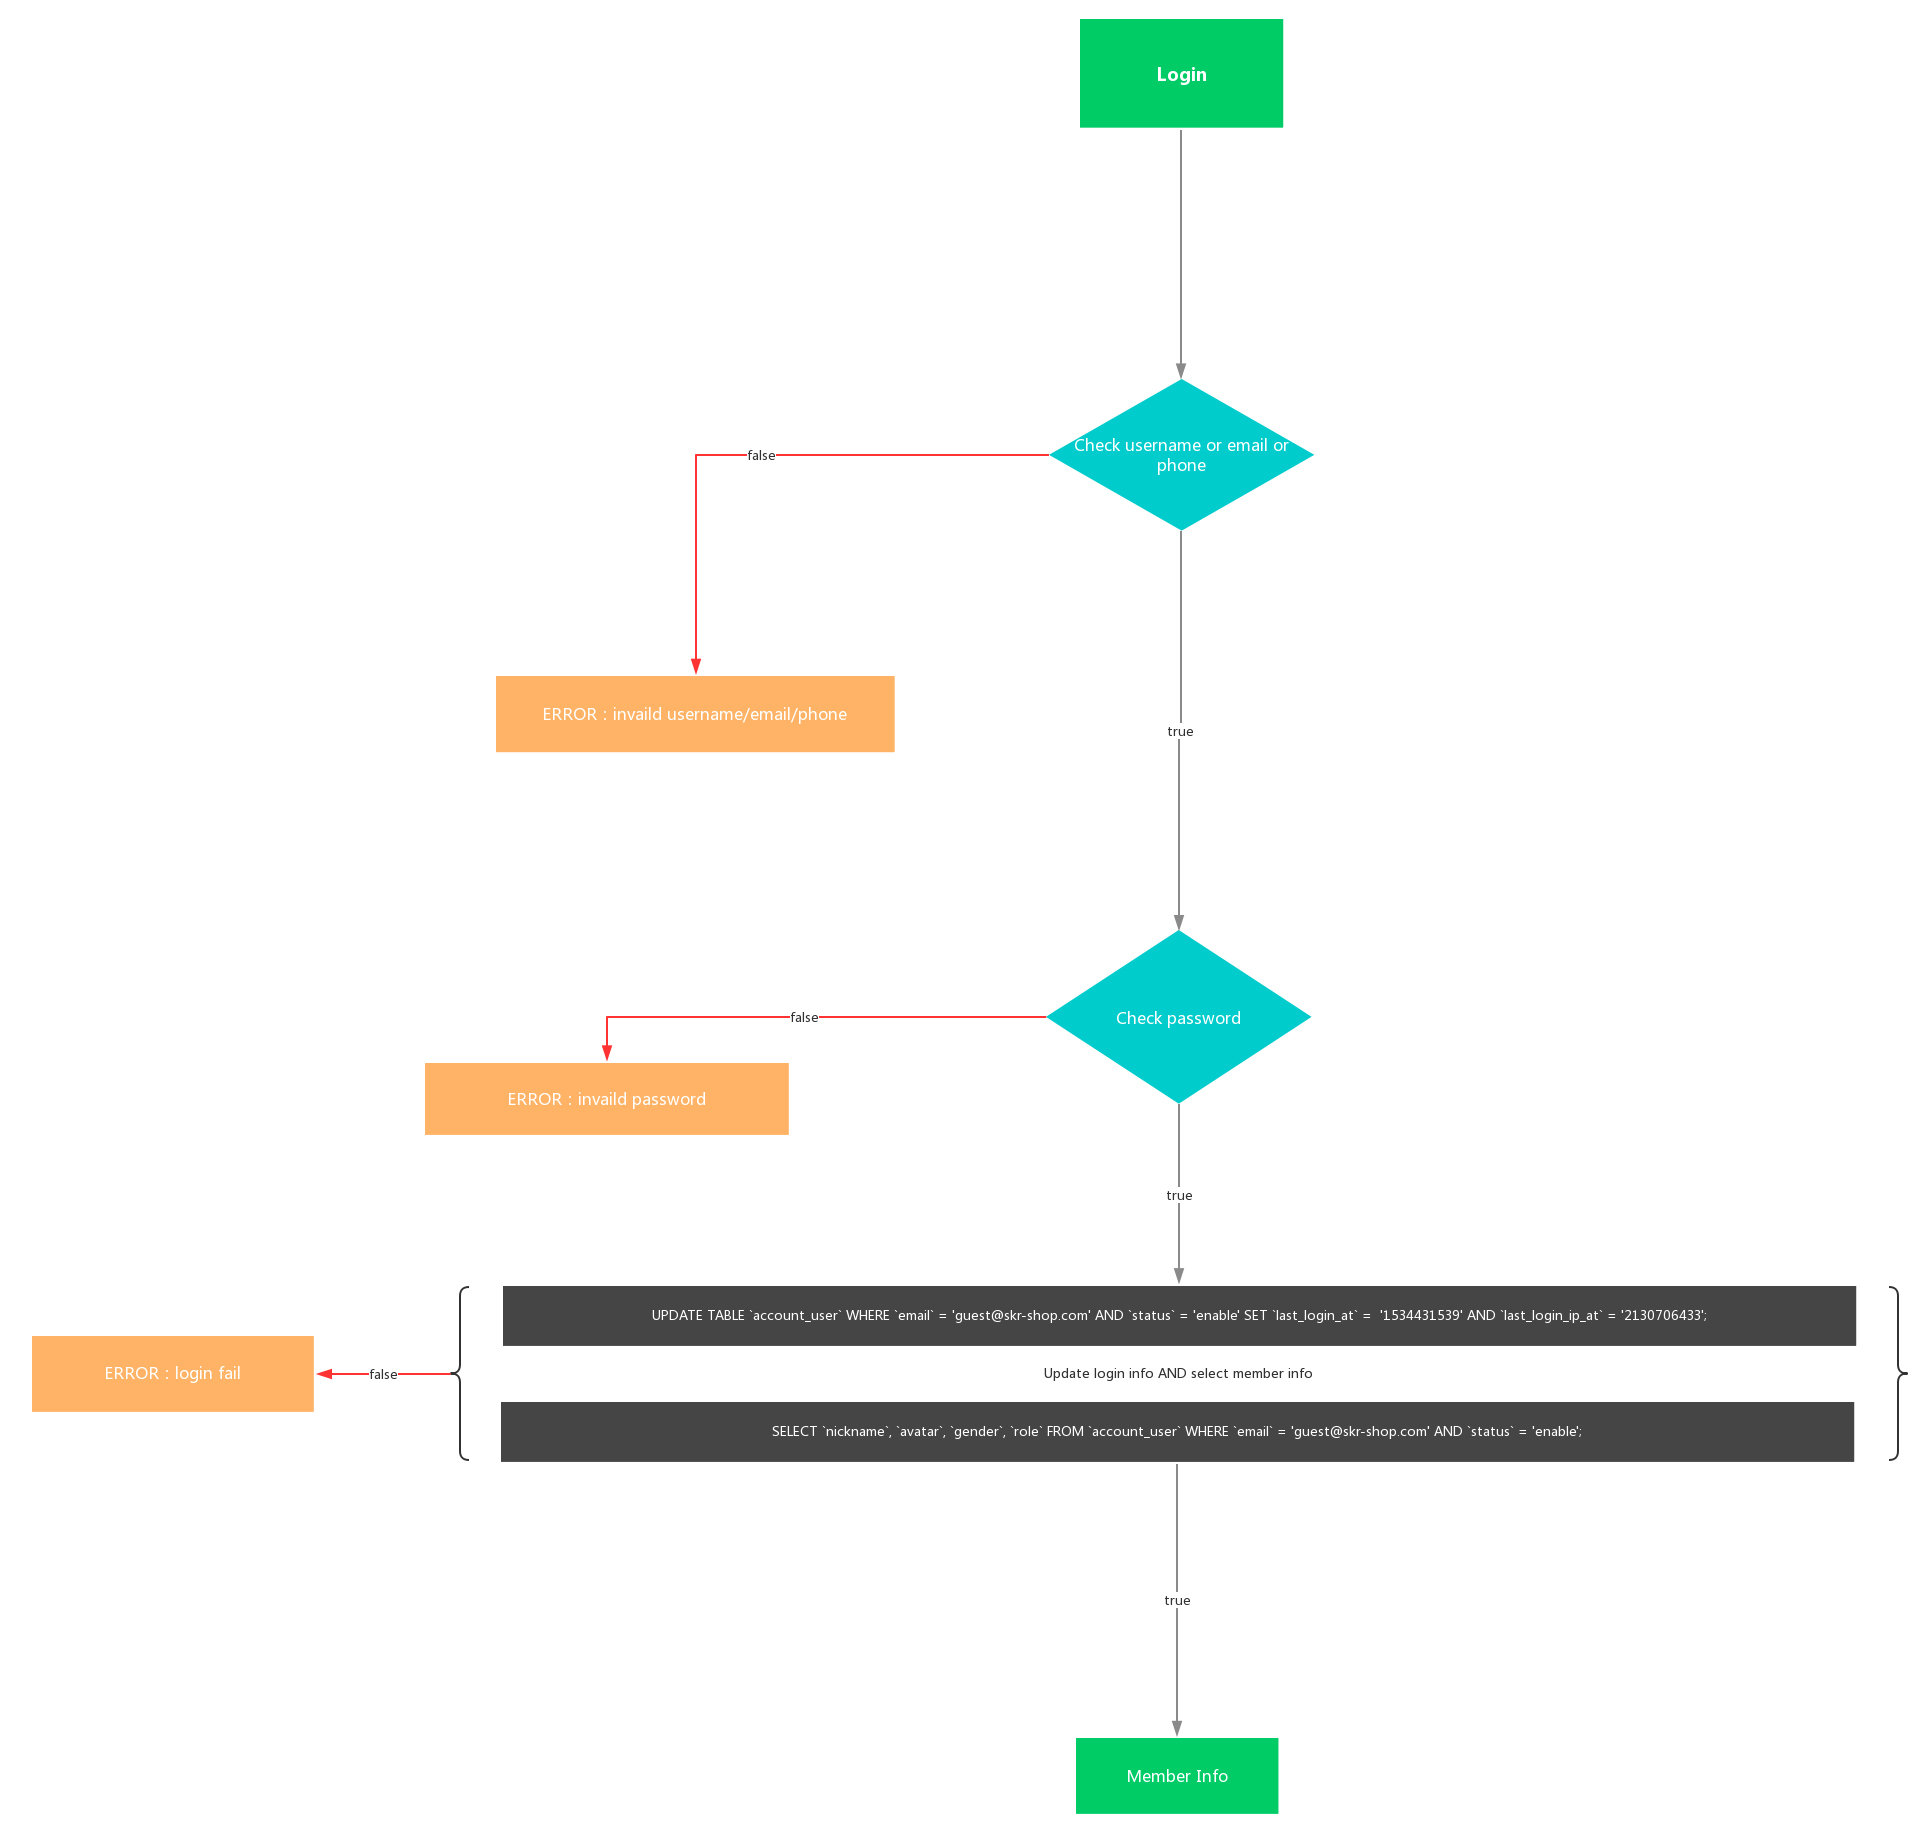 Login
Check username or email or
phone
false
ERROR : invaild username/email/phone
true
Check password
false
ERROR : invaild password
true
UPDATE TABLE `account_user` WHERE `email` = 'guest@skr-shop.com' AND `status` = 'enable' SET `last_login_at` =  '1534431539' AND `last_login_ip_at` = '2130706433';
ERROR : login fail
false
Update login info AND select member info
SELECT `nickname`, `avatar`, `gender`, `role` FROM `account_user` WHERE `email` = 'guest@skr-shop.com' AND `status` = 'enable';
true
Member Info